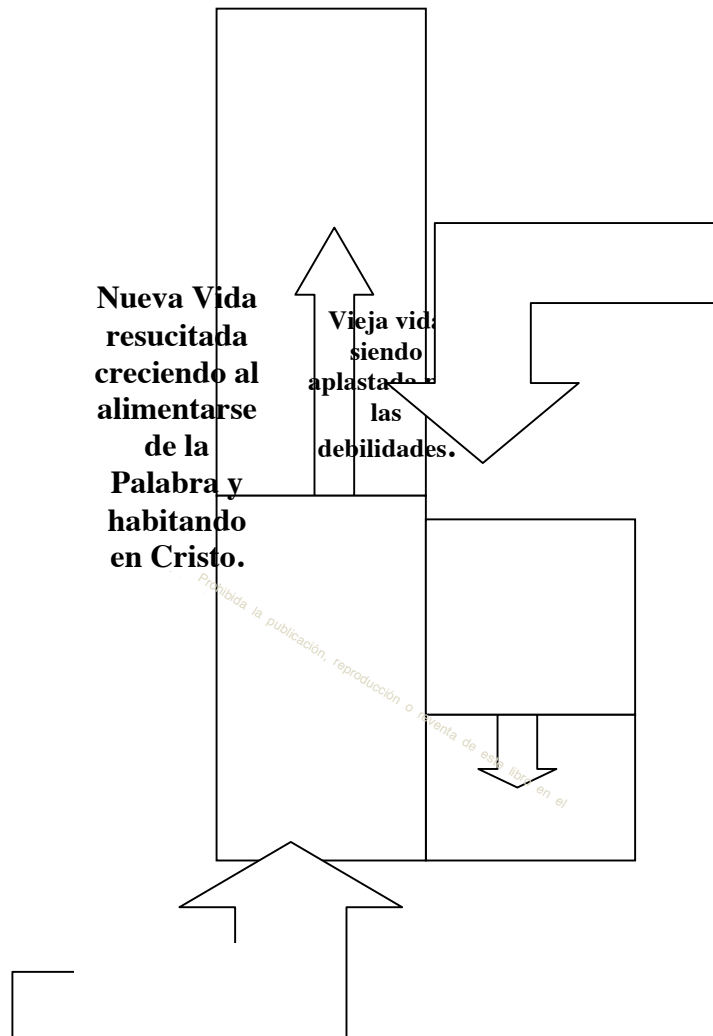 Nueva Vida
resucitada
creciendo al
alimentarse
de la
Palabra y
habitando
en Cristo.
Vieja vida
siendo
aplastada
las
debilidades.
Prohibida la publicación, reproducción o reventa de este libro en el